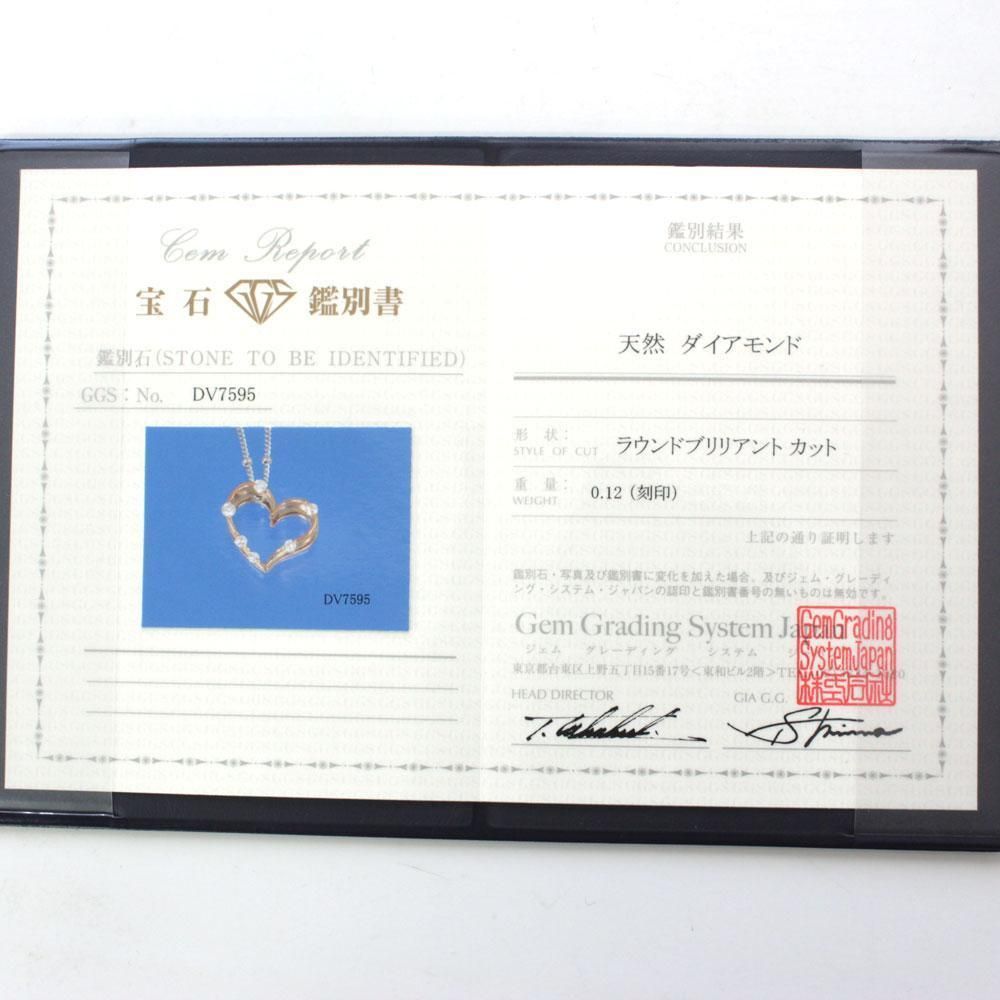 Gem Report
宝石 GGS 鑑別書
鑑別石(STONE TO BE IDENTIFIED)
GGS:No. DV7595
DV7595
鑑別結果
CONCLUSION
天然 ダイアモンド
形 状:
STYLE OF CUT ラウンドブリリアント カット
重 量:
WEIGHT: 0.12 (刻印)
上記の通り証明します
鑑別石・写真及び鑑別書に変化を加えた場合、及びジェム・グレーディ
ング・システム・ジャパンの認印と鑑別書番号の無いものは無効です。
Gem Grading System Japan
ジェム グレーディング システム
東京都台東区上野五丁目15番17号<東和ビル2階>
HEAD DIRECTOR
GIA G.G.
GemGrading
SystemJapan